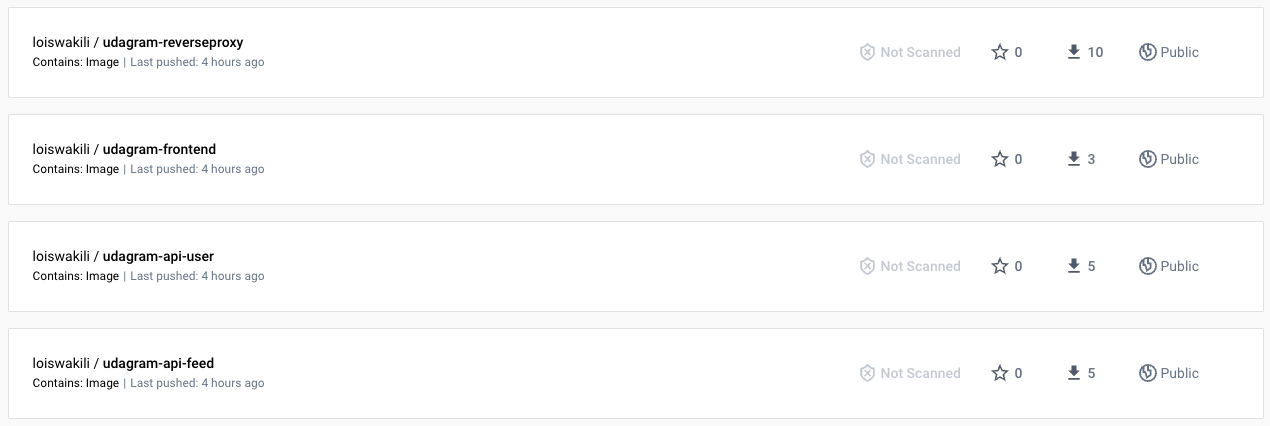 loiswakili / udagram-reverseproxy
Contains: Image | Last pushed: 4 hours ago
Not Scanned
0
10
Public
loiswakili / udagram-frontend
Contains: Image | Last pushed: 4 hours ago
Not Scanned
0
3
Public
loiswakili / udagram-api-user
Contains: Image | Last pushed: 4 hours ago
Not Scanned
0
5
Public
loiswakili / udagram-api-feed
Contains: Image | Last pushed: 4 hours ago
Not Scanned
0
5
Public